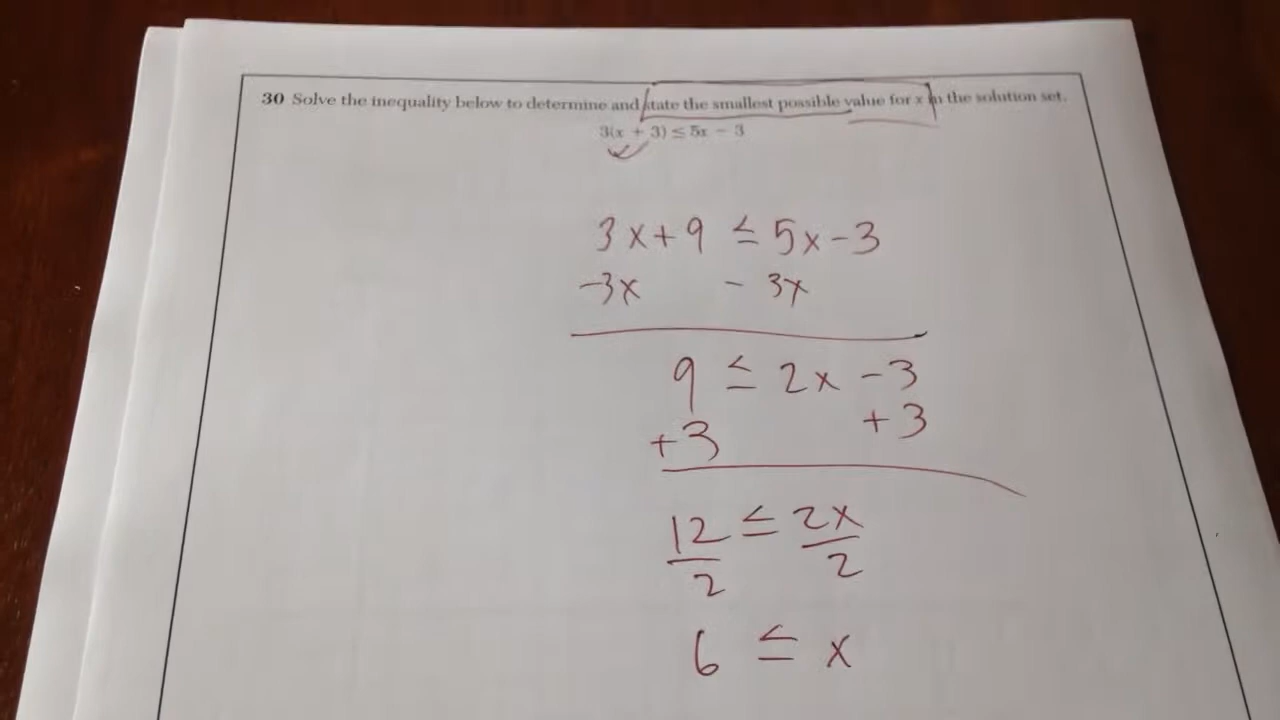 30 Solve the inequality below to determine and state the smallest possible value for x in the solution set.
3(x + 3) ≤ 5x − 3
3x+9 ≤ 5x-3
-3x - 3x
9 ≤ 2x -3
+3 +3
12 ≤ 2x
2 2
6 ≤ x